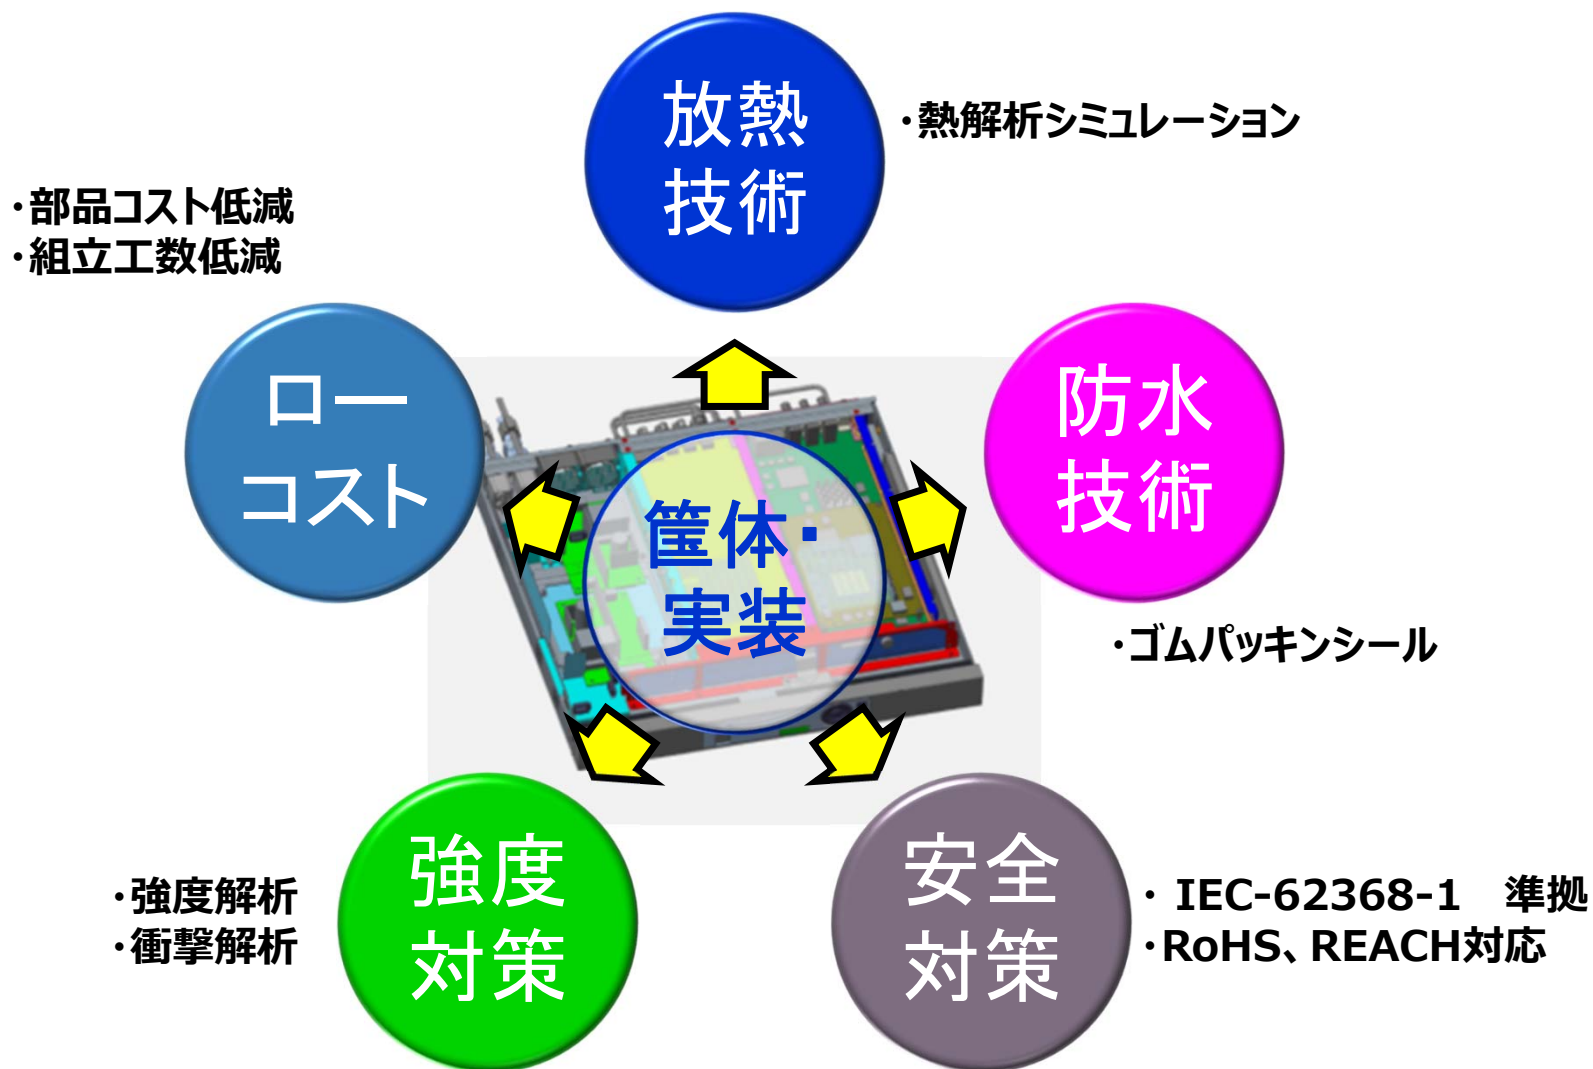 放熱
技術
・熱解析シミュレーション
・部品コスト低減
・組立工数低減
ロー
コスト
防水
技術
・ゴムパッキンシール
筐体・
実装
強度
対策
・強度解析
・衝撃解析
安全
対策
・ IEC-62368-1　準拠
・RoHS、REACH対応